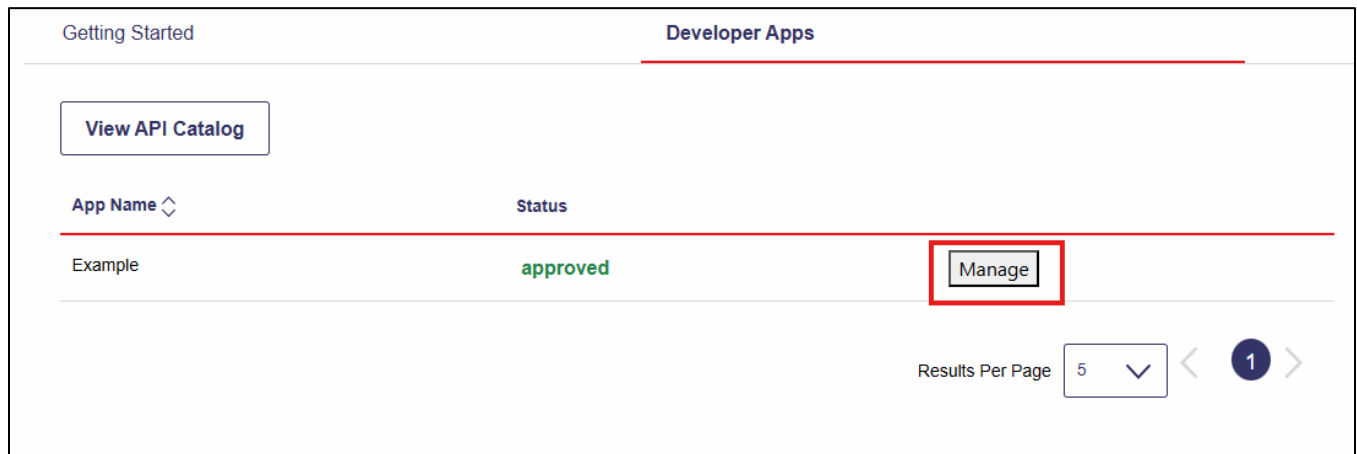 Getting Started
Developer Apps
View API Catalog
App Name
Status
Example
approved
Manage
Results Per Page
5
1